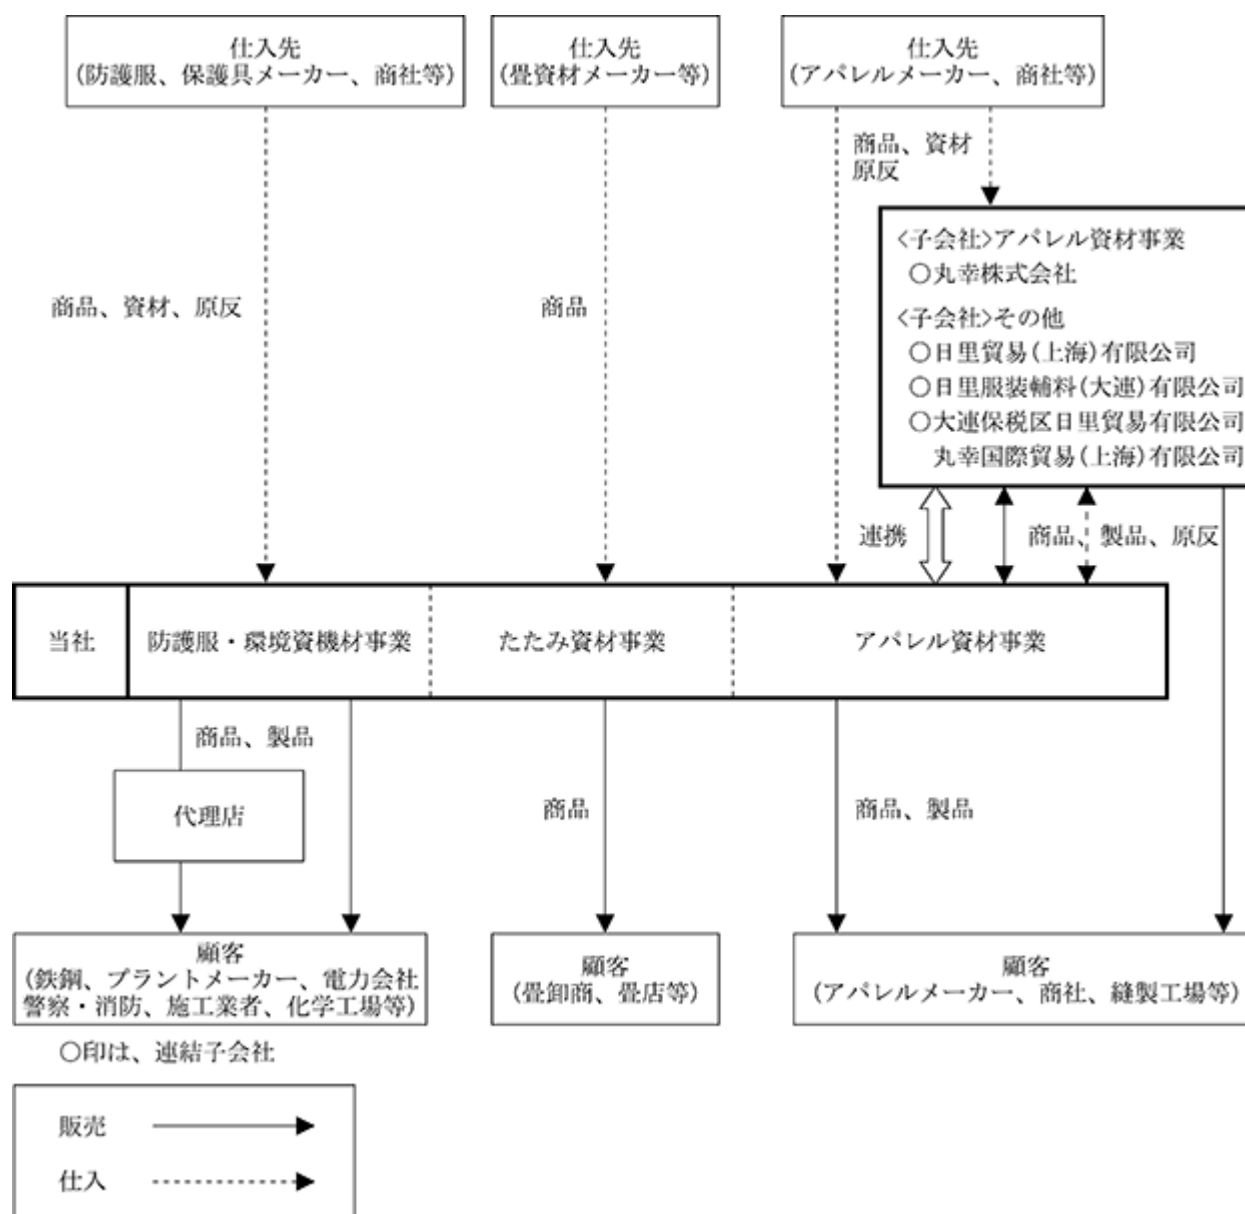 仕入先
(防護服、保護具メーカー、商社等)
仕入先
(畳資材メーカー等)
仕入先
(アパレルメーカー、商社等)
商品、資材
原反
<子会社>アパレル資材事業
○丸幸株式会社
<子会社>その他
○日里貿易(上海)有限公司
○日里服装輔料(大連)有限公司
○大連保税区日里貿易有限公司
丸幸国際貿易(上海)有限公司
商品、資材、原反
商品
連携
商品、製品、原反
当社
防護服・環境資機材事業
たたみ資材事業
アパレル資材事業
商品、製品
代理店
商品
商品、製品
顧客
(鉄鋼、プラントメーカー、電力会社
警察・消防、施工業者、化学工場等)
顧客
(畳卸商、畳店等)
顧客
(アパレルメーカー、商社、縫製工場等)
○印は、連結子会社
販売
仕入